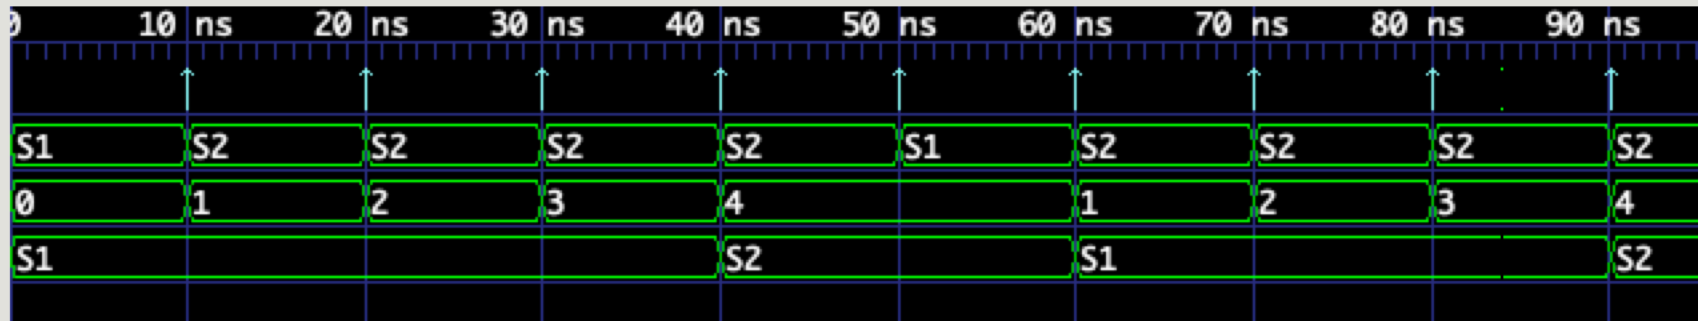 0 10 ns 20 ns 30 ns 40 ns 50 ns 60 ns 70 ns 80 ns 90 ns
S1 S2 S2 S2 S2 S1 S2 S2 S2 S2
0 1 2 3 4 1 2 3 4
S1 S2 S1 S2